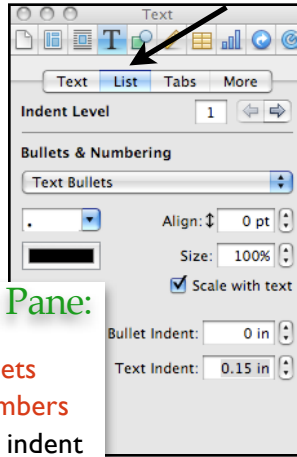 Text
Text List Tabs More
Indent Level 1
Bullets & Numbering
Text Bullets
. Align: 0 pt
Size: 100%
Scale with text
Pane:
Bullet Indent: 0 in
ets
Text Indent: 0.15 in
mbers
indent